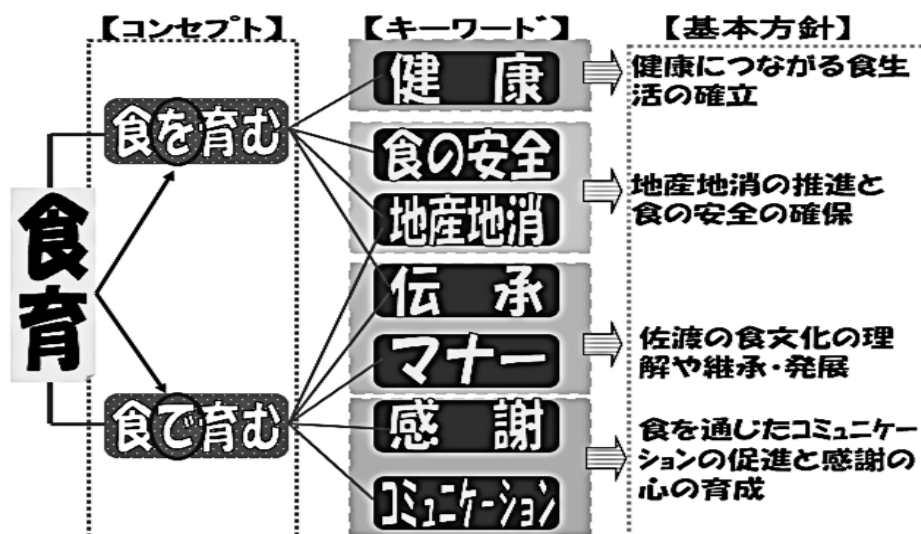 【コンセプト】
【キーワード】
【基本方針】
食育
食を育む
食で育む
健　康
食の安全
地産地消
伝　承
マナー
感　謝
コミュニケーション
健康につながる食生
活の確立
地産地消の推進と
食の安全の確保
佐渡の食文化の理
解や継承・発展
食を通じたコミュニケー
ションの促進と感謝の
心の育成